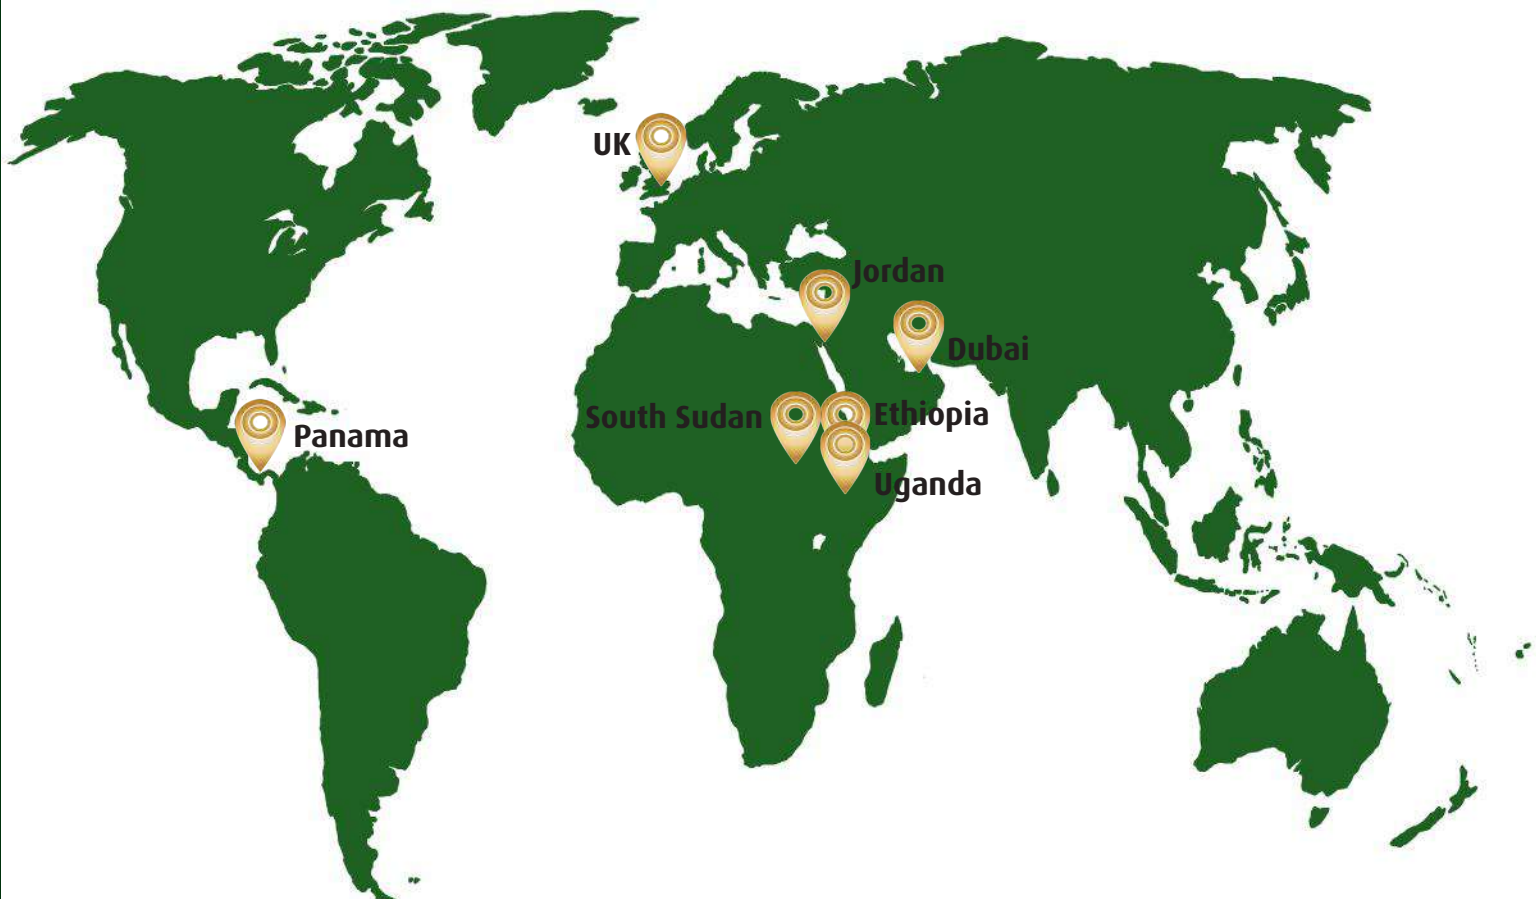 UK
Jordan
Dubai
South Sudan
Ethiopia
Panama
Uganda